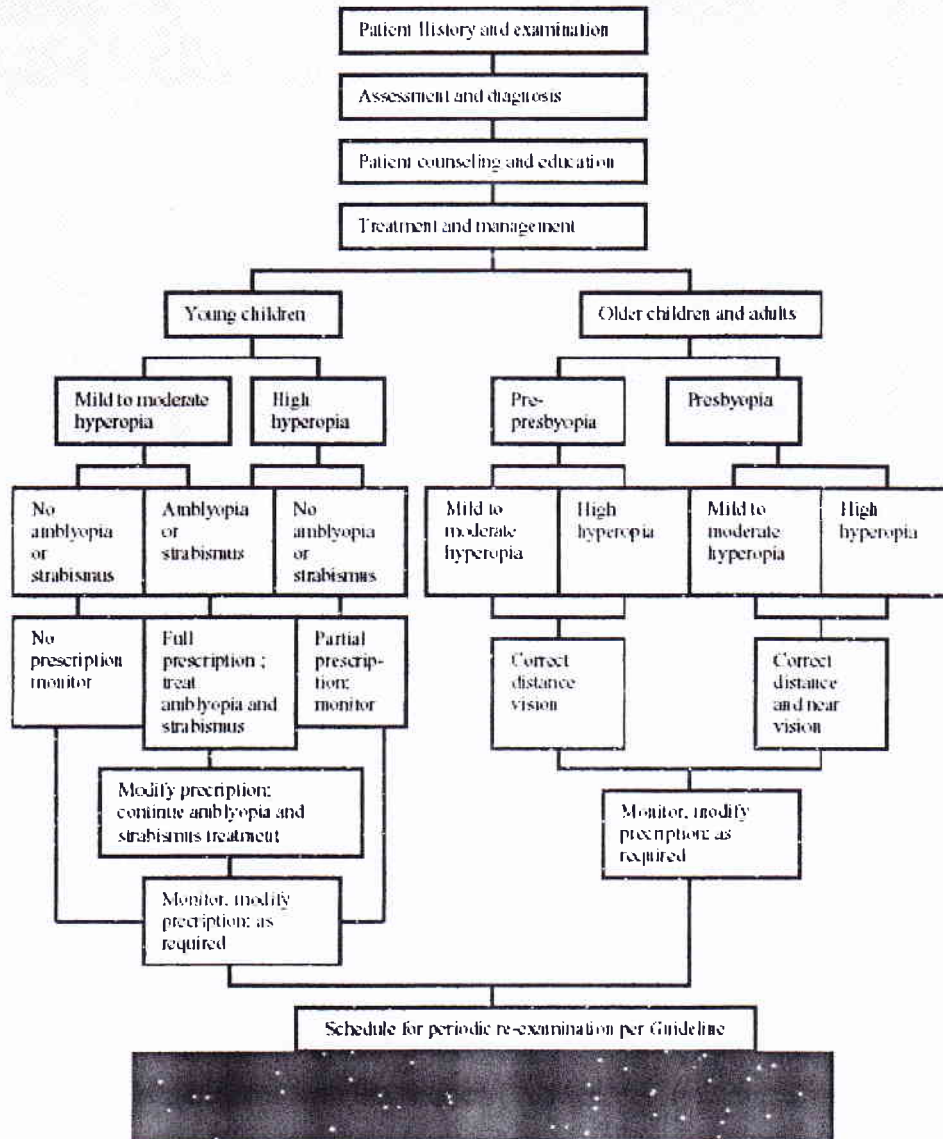 Patient History and examination
Assessment and diagnosis
Patient counseling and education
Treatment and management
Young children
Older children and adults
Mild to moderate
hyperopia
High
hyperopia
Pre-
presbyopia
Presbyopia
No
amblyopia
or
strabismus
Amblyopia
or
strabismus
No
amblyopia
or
strabismus
Mild to
moderate
hyperopia
High
hyperopia
Mild to
moderate
hyperopia
High
hyperopia
No
prescription
monitor
Full
prescription ;
treat
amblyopia and
strabismus
Partial
prescrip-
tion;
monitor
Correct
distance
vision
Correct
distance
and near
vision
Modify precription;
continue amblyopia and
strabismus treatment
Monitor, modify
precription; as
required
Monitor, modify
precription; as
required
Schedule for periodic re-examination per Guideline